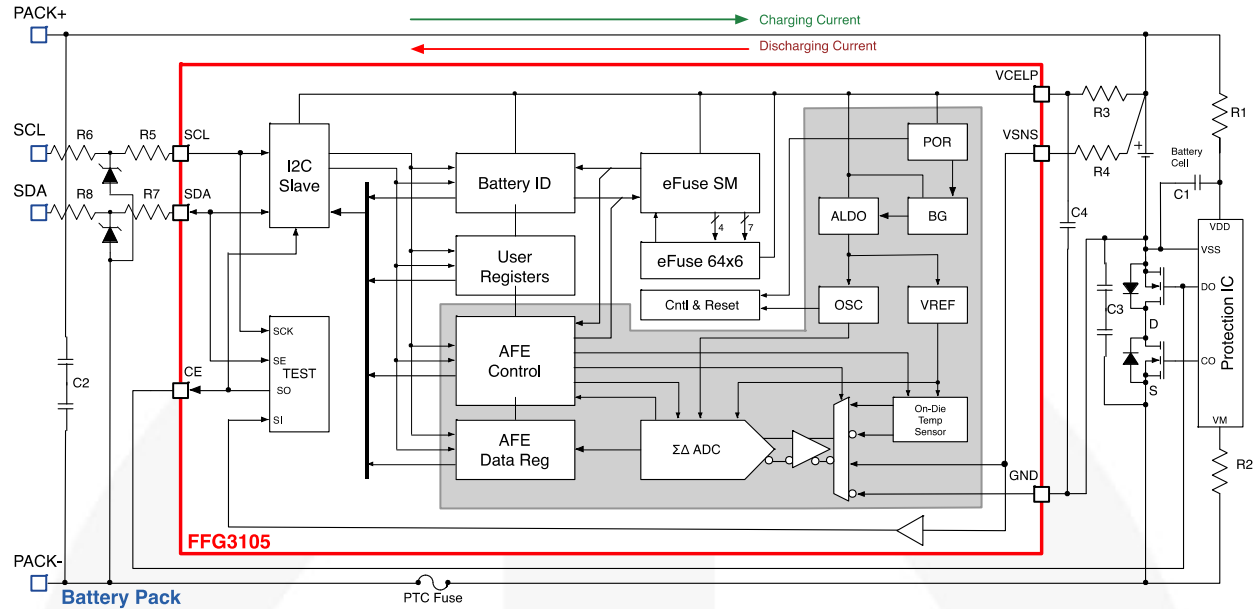 PACK+
Charging Current
Discharging Current
VCELP
R3
R1
SCL
R6
R5
SCL
I2C
Slave
Battery ID
eFuse SM
POR
VSNS
R4
+
Battery
Cell
C1
SDA
R8
R7
SDA
4
7
ALDO
BG
C4
VDD
User
Registers
eFuse 64x6
VSS
Cntl & Reset
OSC
VREF
C3
DO
D
Protection IC
SCK
SE
TEST
SO
SI
AFE
Control
CO
S
C2
CE
On-Die
Temp
Sensor
VM
AFE
Data Reg
ΣΔ ADC
GND
R2
FFG3105
PACK-
Battery Pack
PTC Fuse